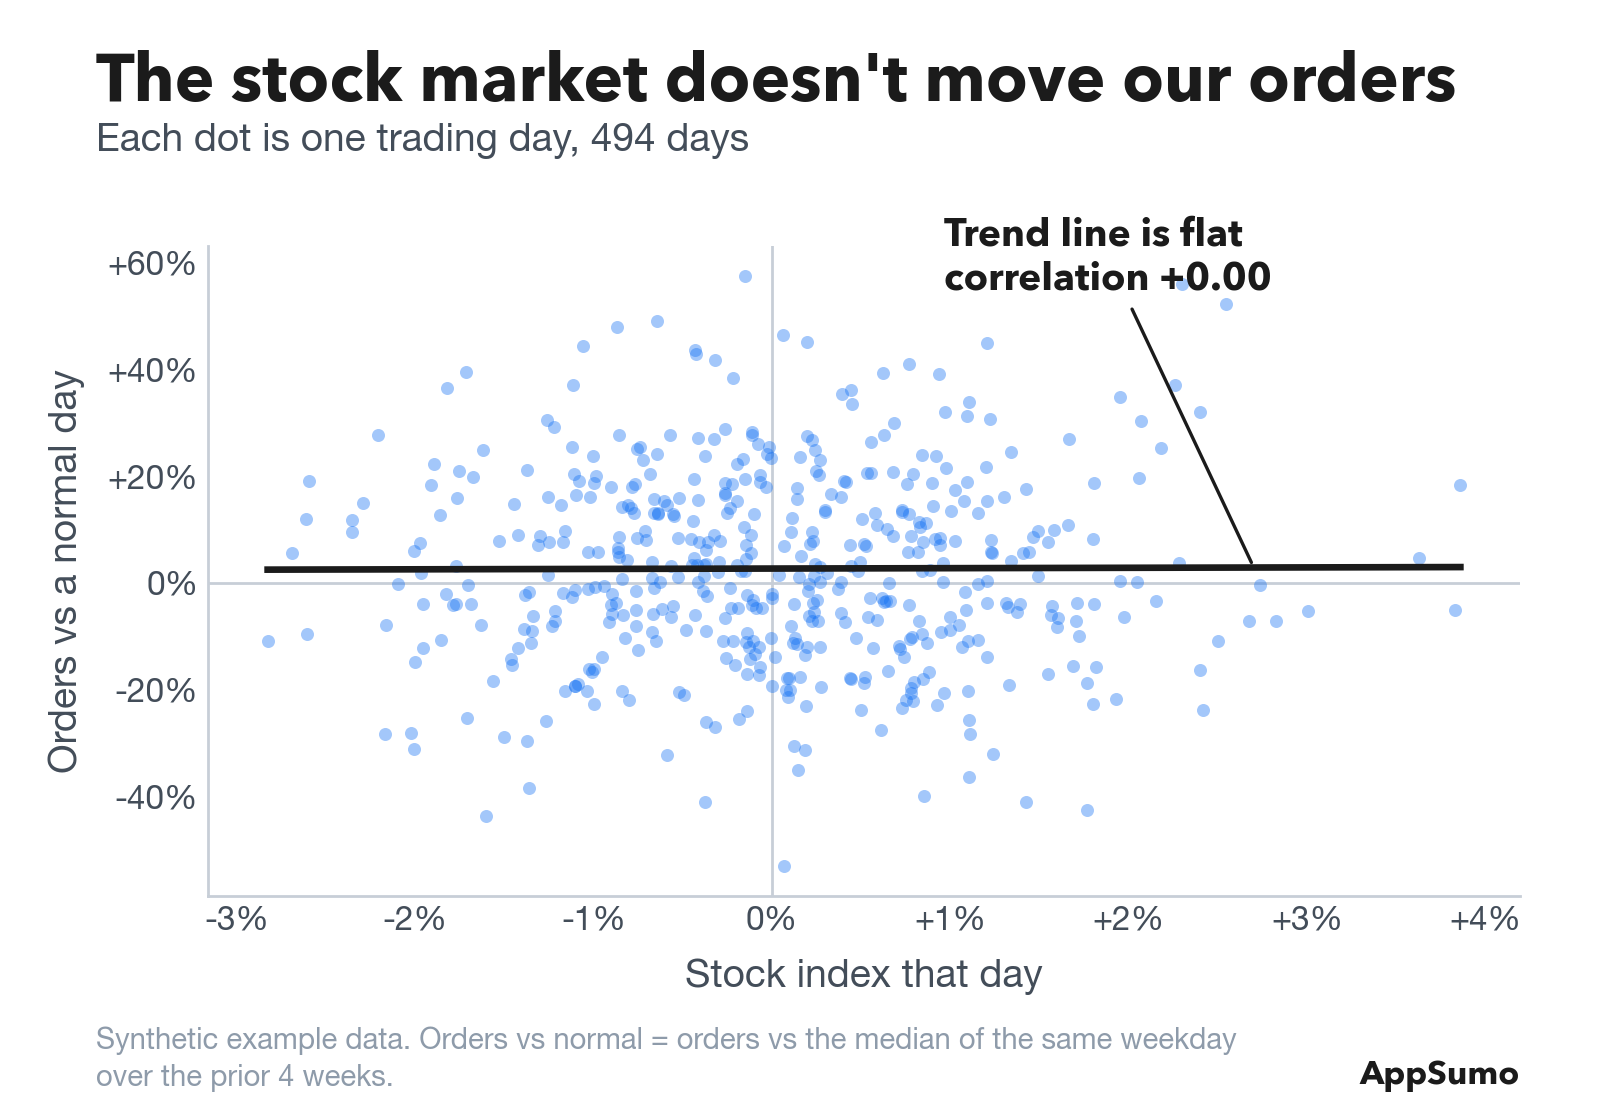 The stock market doesn't move our orders
Each dot is one trading day, 494 days
Trend line is flat
correlation +0.00
Orders vs a normal day
+60%
+40%
+20%
0%
-20%
-40%
-3%
-2%
-1%
0%
+1%
+2%
+3%
+4%
Stock index that day
Synthetic example data. Orders vs normal = orders vs the median of the same weekday
over the prior 4 weeks.
AppSumo